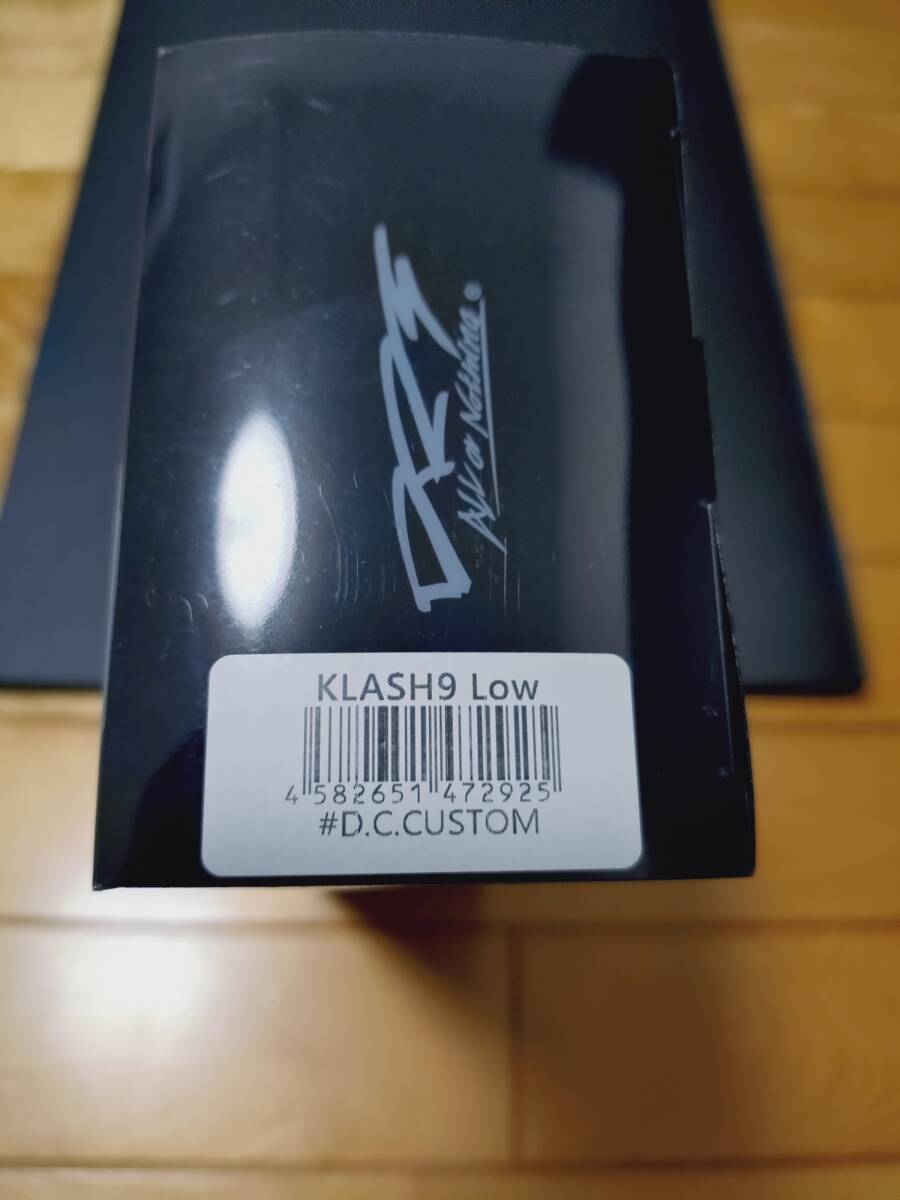 All or Nothing ®
KLASH9 Low
4 582651 472925
#D.C.CUSTOM